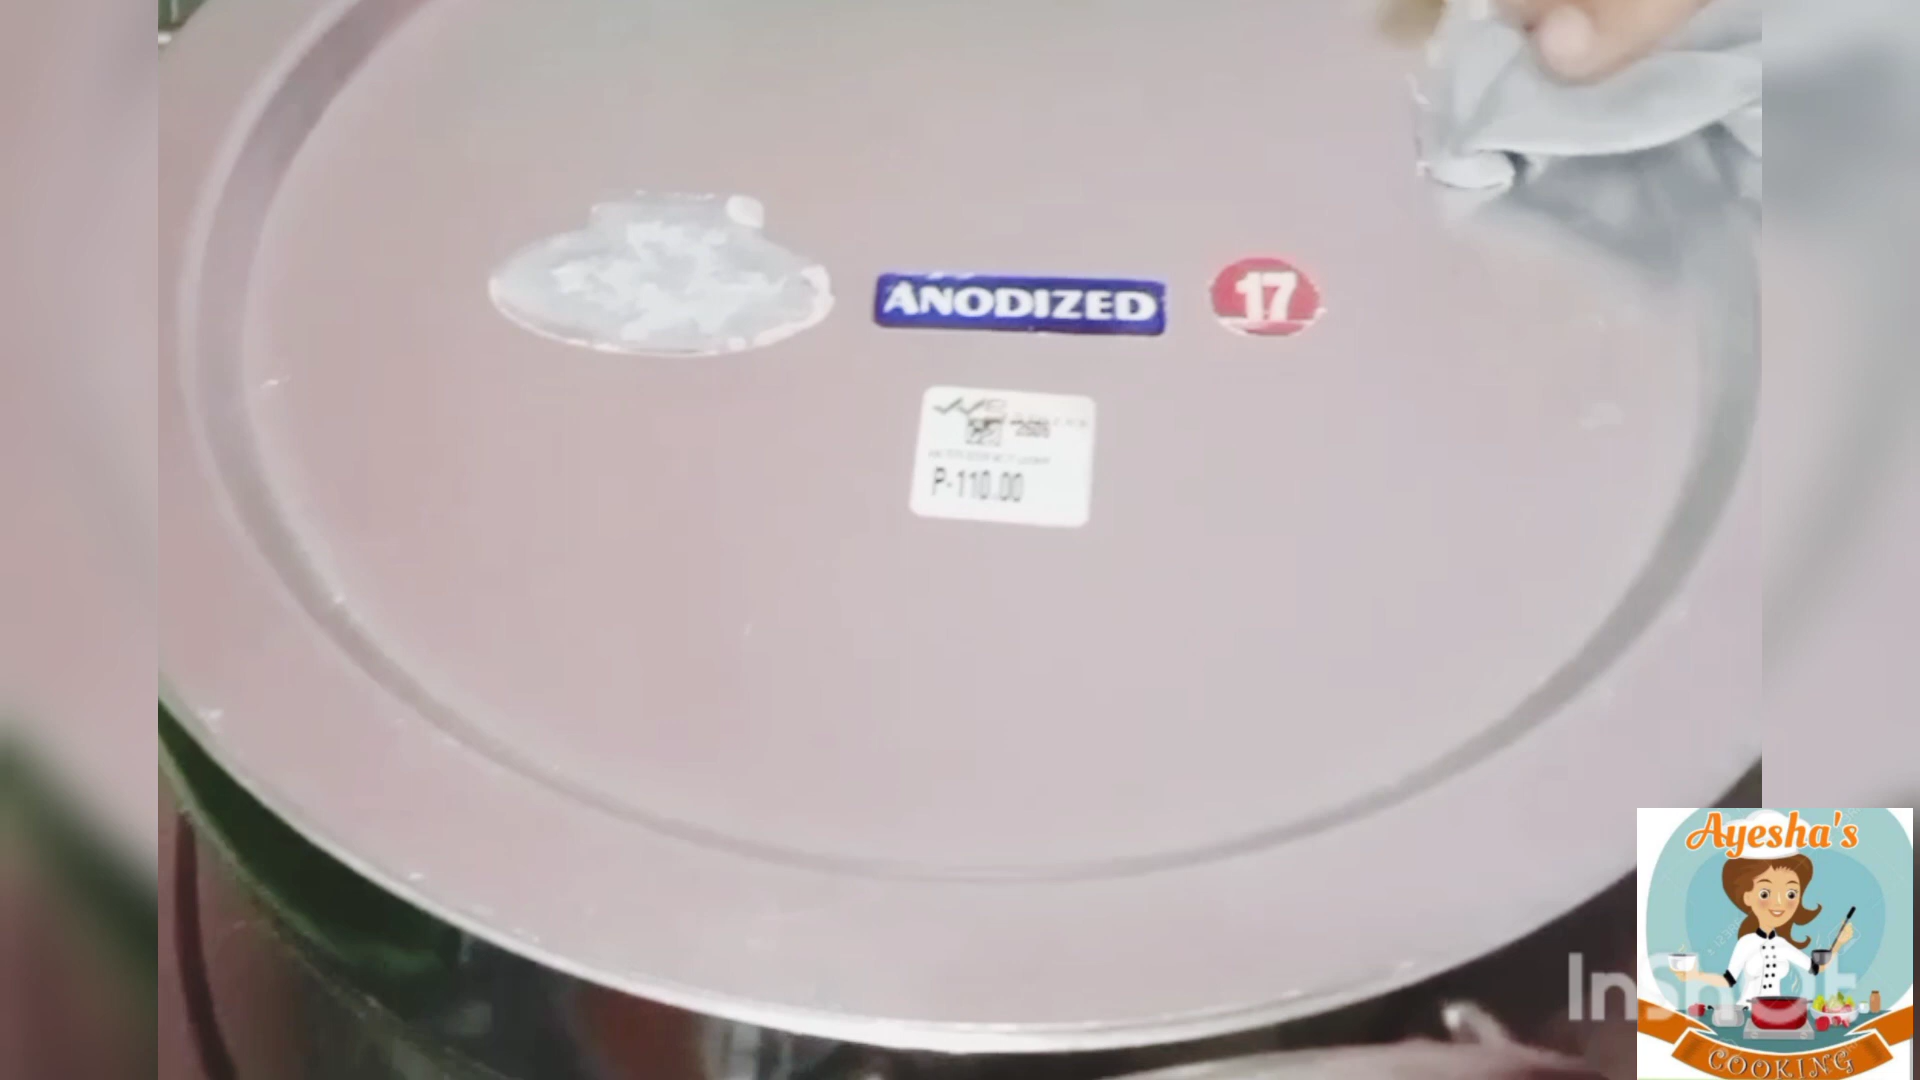 ANODIZED
17
P-110.00
Ayesha's
COOKING
InShOt